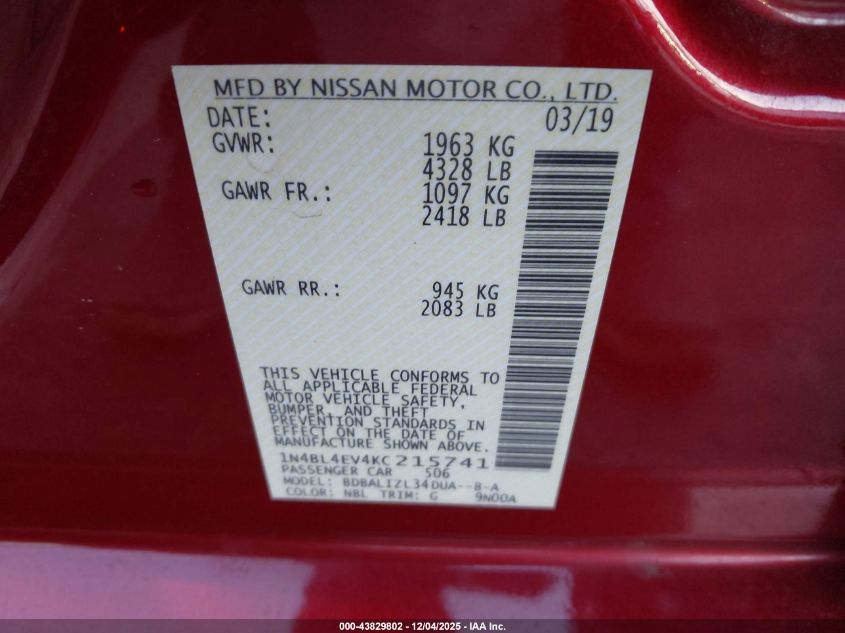 MFD BY NISSAN MOTOR CO., LTD.
DATE: 03/19
GVWR: 1963 KG
4328 LB
GAWR FR.: 1097 KG
2418 LB
GAWR RR.: 945 KG
2083 LB
THIS VEHICLE CONFORMS TO
ALL APPLICABLE FEDERAL
MOTOR VEHICLE SAFETY,
BUMPER, AND THEFT
PREVENTION STANDARDS IN
EFFECT ON THE DATE OF
MANUFACTURE SHOWN ABOVE.
1N4BL4EV4KC215741
PASSENGER CAR S06
MODEL: BDBALIZL34DUA--B-A
COLOR: NBL TRIM: G 9N00A
000-43829802 - 12/04/2025 - IAA Inc.